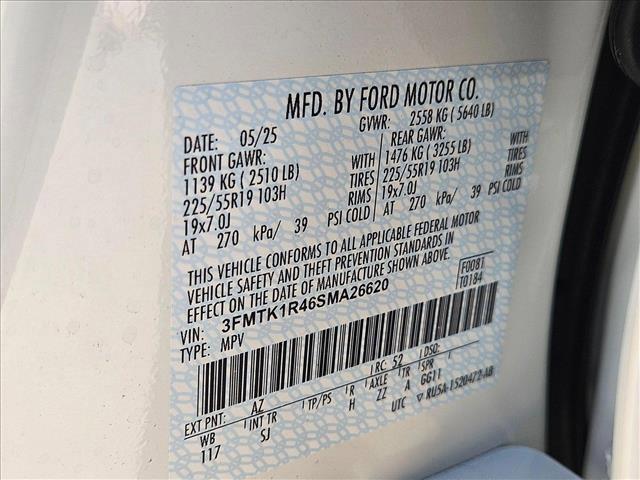 MFD. BY FORD MOTOR CO.
DATE: 05/25 GVWR: 2558 KG ( 5640 LB)
FRONT GAWR: REAR GAWR:
1139 KG ( 2510 LB) WITH 1476 KG ( 3255 LB) WITH
225/55R19 103H TIRES 225/55R19 103H TIRES
19x7.0J RIMS 19x7.0J RIMS
AT 270 kPa/ 39 PSI COLD AT 270 kPa/ 39 PSI COLD
THIS VEHICLE CONFORMS TO ALL APPLICABLE FEDERAL MOTOR
VEHICLE SAFETY AND THEFT PREVENTION STANDARDS IN
EFFECT ON THE DATE OF MANUFACTURE SHOWN ABOVE.
VIN: 3FMTK1R46SMA26620 F0081
TYPE: MPV T0184
EXT PNT: AZ RC: 52 DSO:
WB INT TR TP/PS R AXLE TR SPR
117 SJ H ZZ A GG11
UTC ▽ RU5A-1520472-AB